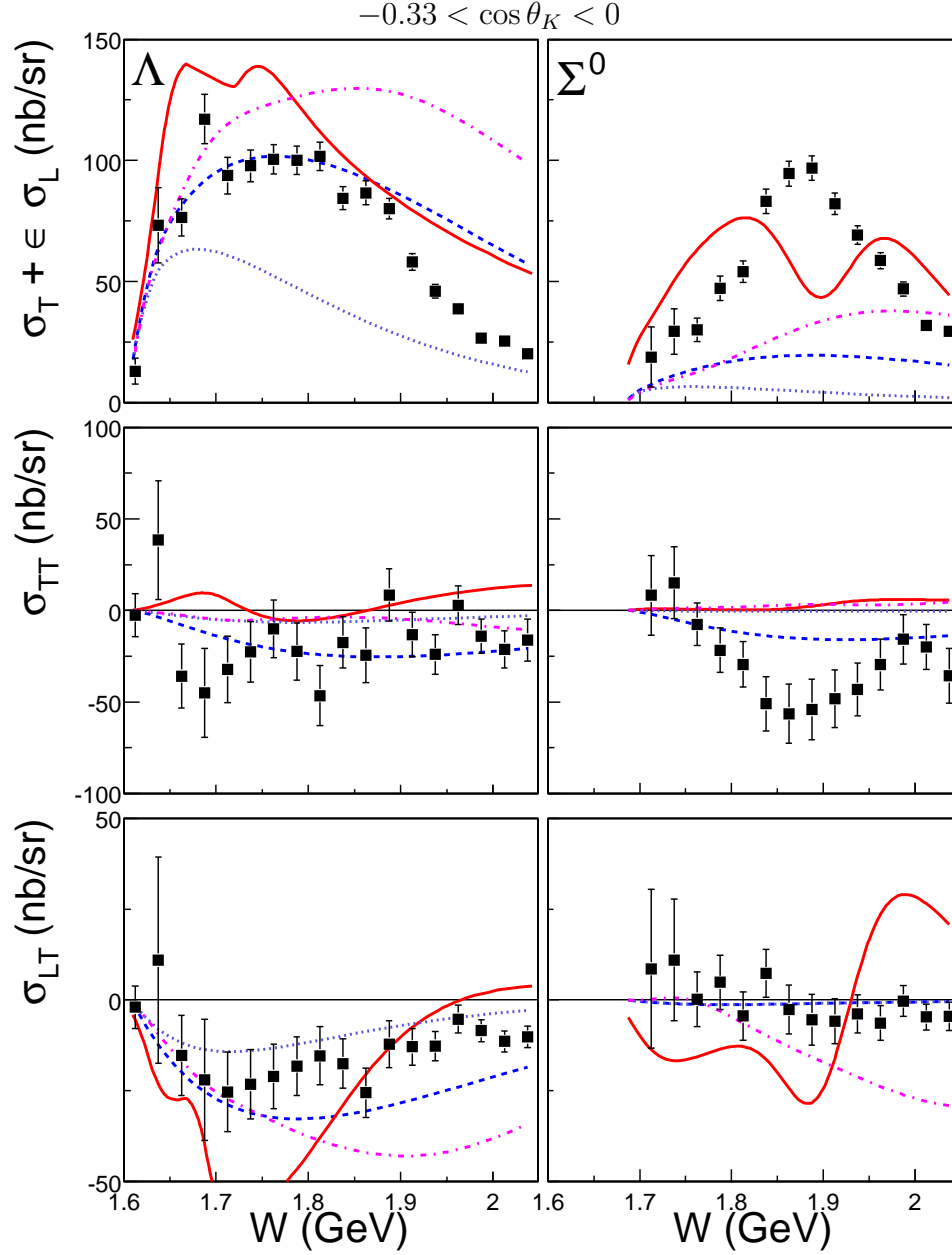 −0.33 < cos θ_K < 0
Λ
Σ⁰
σ_T + ∈ σ_L (nb/sr)
150
100
50
0
σ_TT (nb/sr)
100
50
0
-50
-100
σ_LT (nb/sr)
50
0
-50
1.6 1.7 1.8 1.9 2 1.6 1.7 1.8 1.9 2
W (GeV) W (GeV)